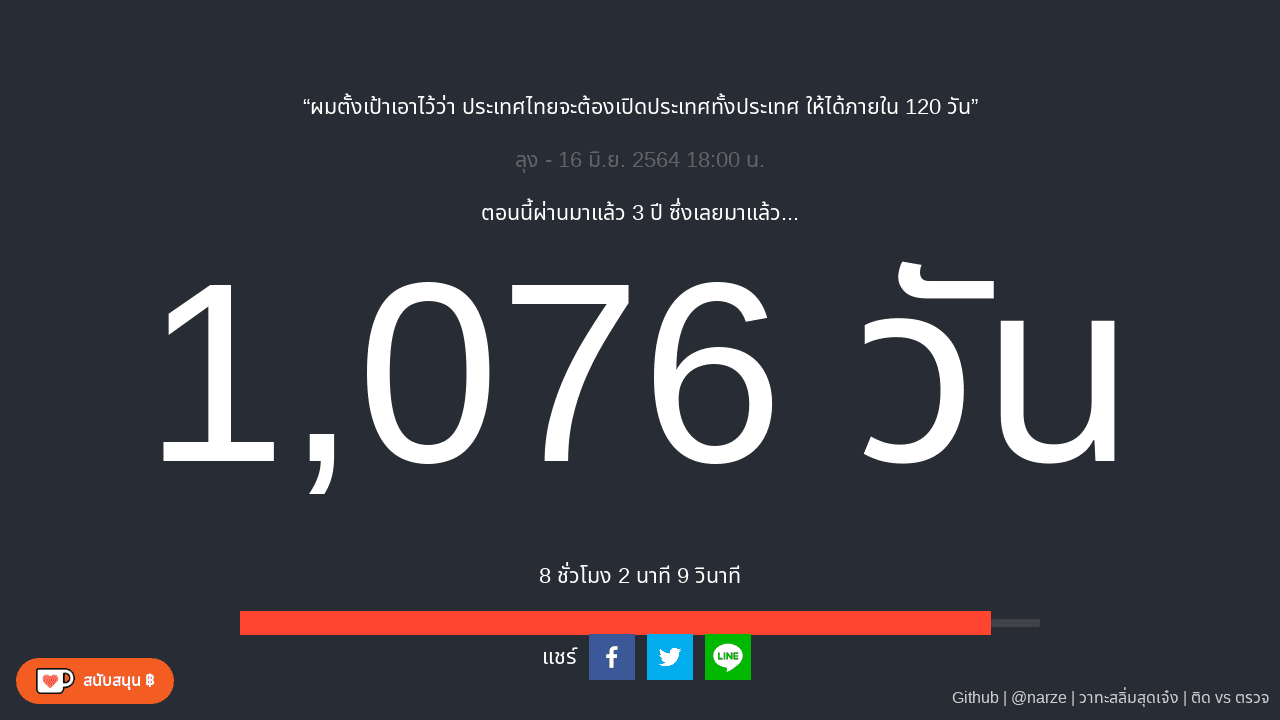 “ผมตั้งเป้าเอาไว้ว่า ประเทศไทยจะต้องเปิดประเทศทั้งประเทศ ให้ได้ภายใน 120 วัน”
ลุง - 16 มิ.ย. 2564 18:00 น.
ตอนนี้ผ่านมาแล้ว 3 ปี ซึ่งเลยมาแล้ว...
1,076 วัน
8 ชั่วโมง 2 นาที 9 วินาที
แชร์
LINE
สนับสนุน ฿
Github | @narze | วาทะสลิ่มสุดเจ๋ง | ติด vs ตรวจ